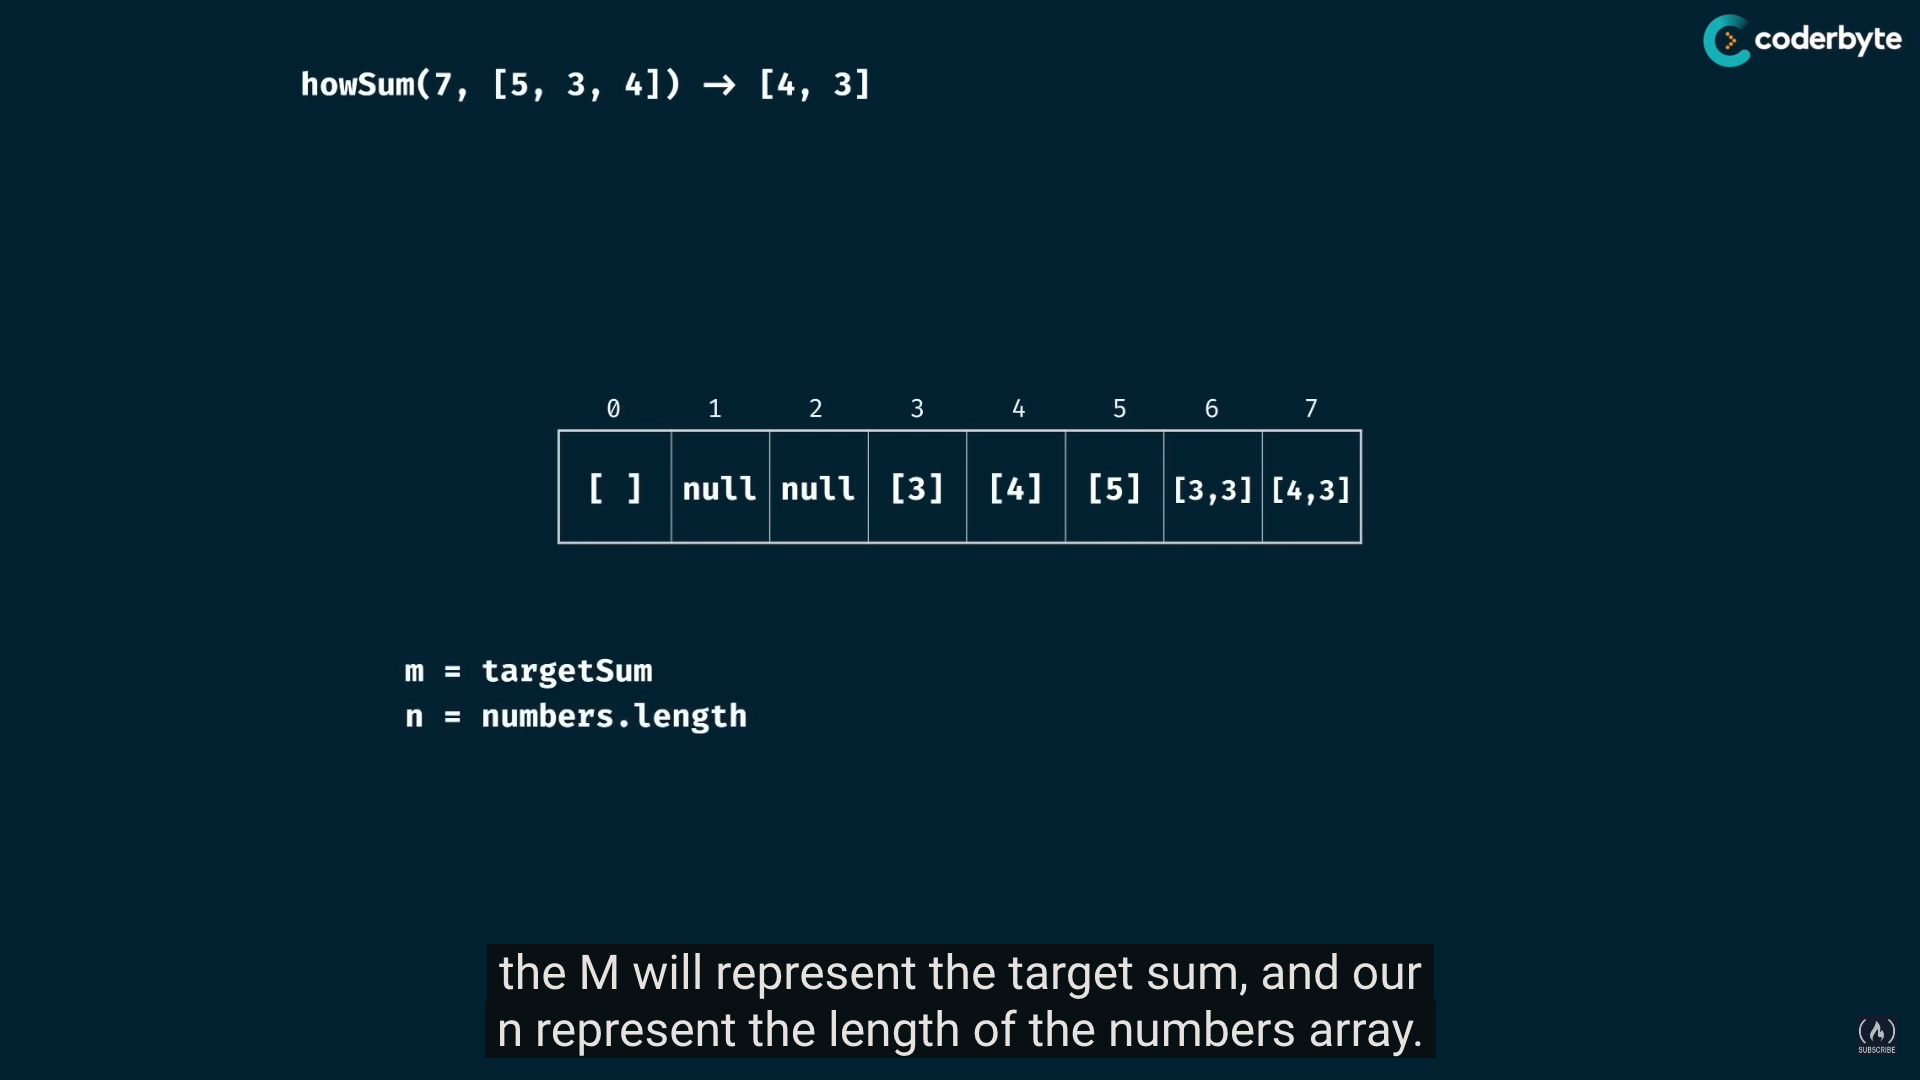 coderbyte
howSum(7, [5, 3, 4]) → [4, 3]
0 1 2 3 4 5 6 7
[ ] null null [3] [4] [5] [3,3] [4,3]
m = targetSum
n = numbers.length
the M will represent the target sum, and our
n represent the length of the numbers array.
SUBSCRIBE